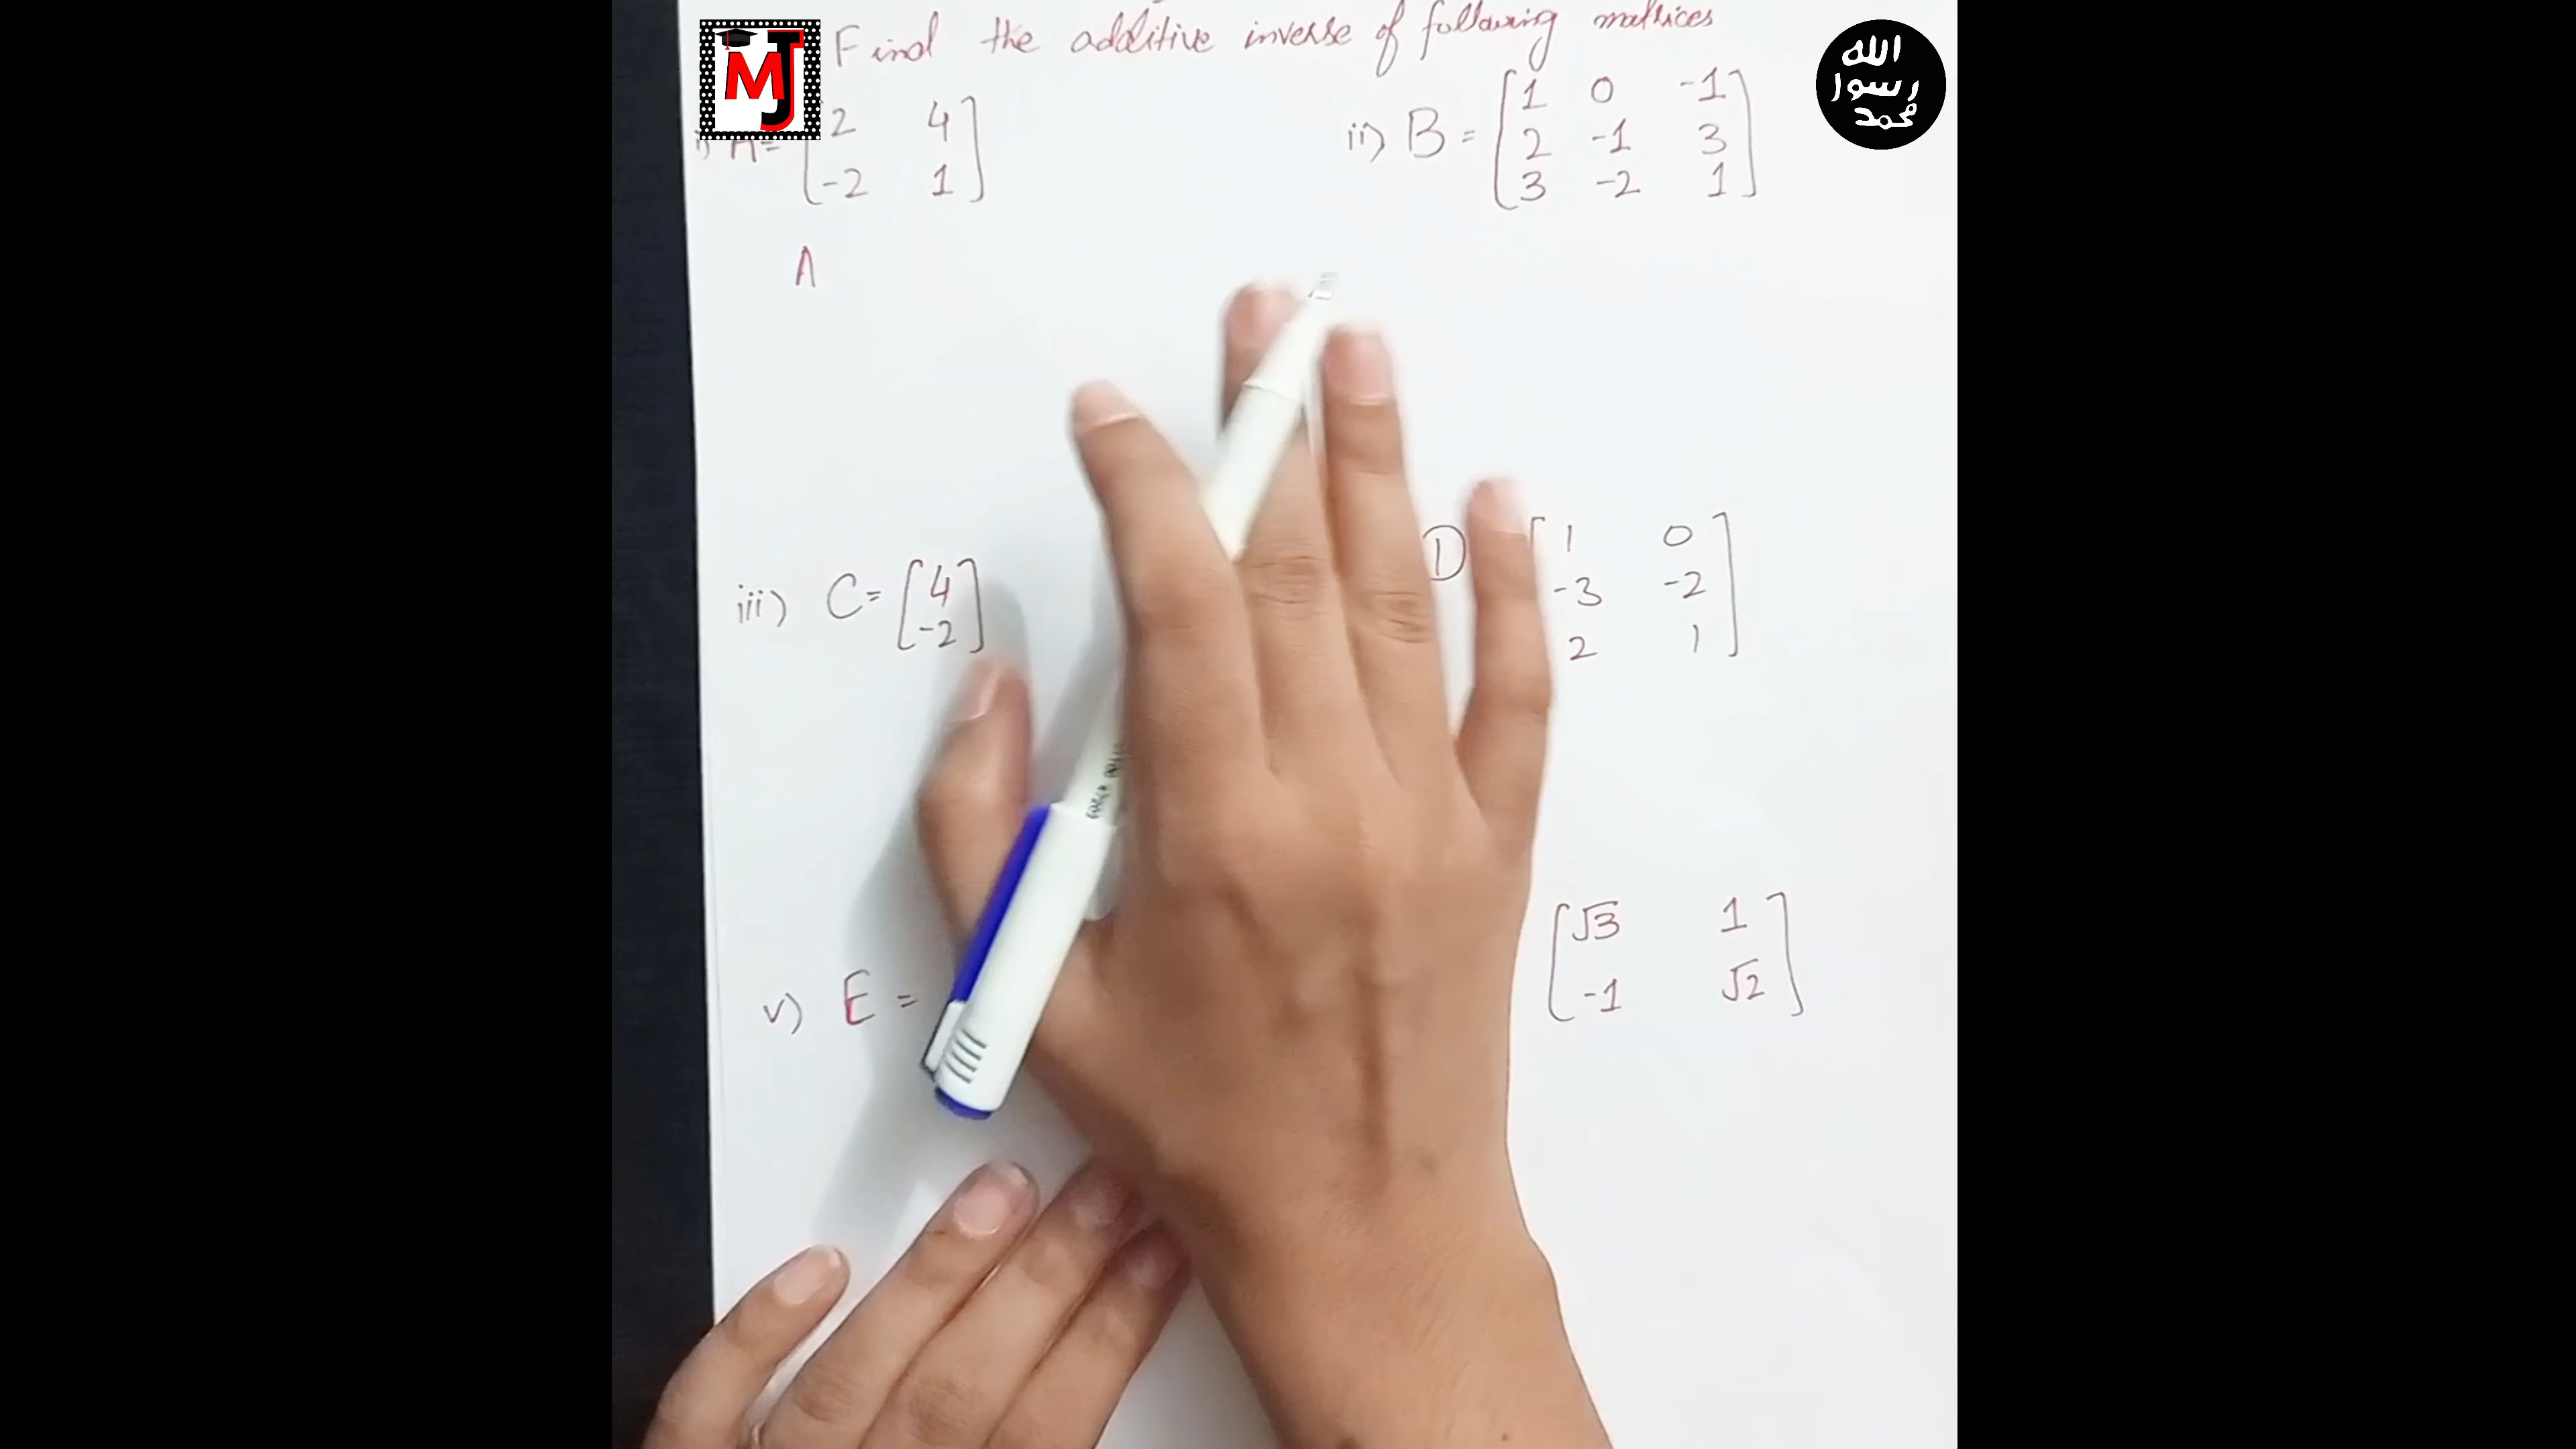 Find the additive inverse of following matrices
MJ
الله
رسول
محمد
i) A = [2 4
-2 1]
ii) B = [1 0 -1
2 -1 3
3 -2 1]
A
iii) C = [4
-2]
D [1 0
-3 -2
2 1]
v) E =
[√3 1
-1 √2]